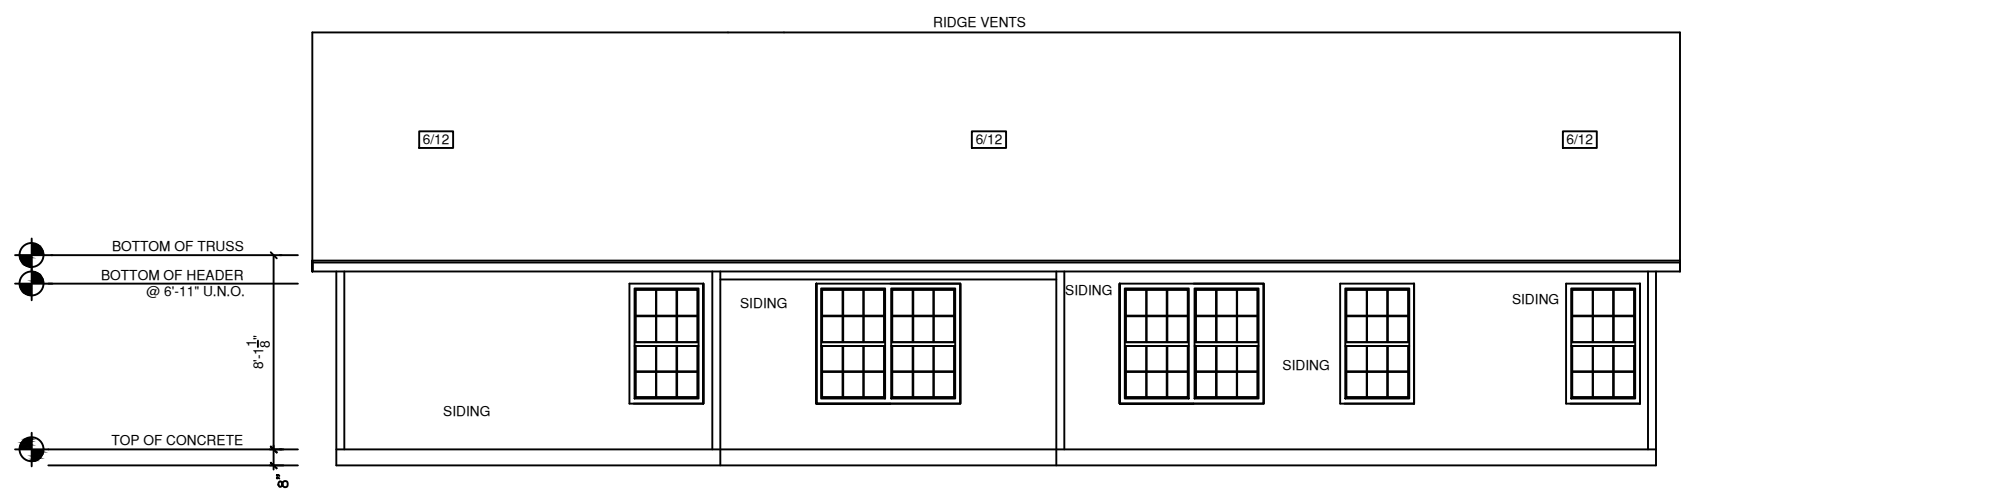 RIDGE VENTS
6/12
6/12
6/12
BOTTOM OF TRUSS
BOTTOM OF HEADER
@ 6'-11" U.N.O.
SIDING
SIDING
SIDING
8'-1 1/8"
SIDING
SIDING
TOP OF CONCRETE
8"